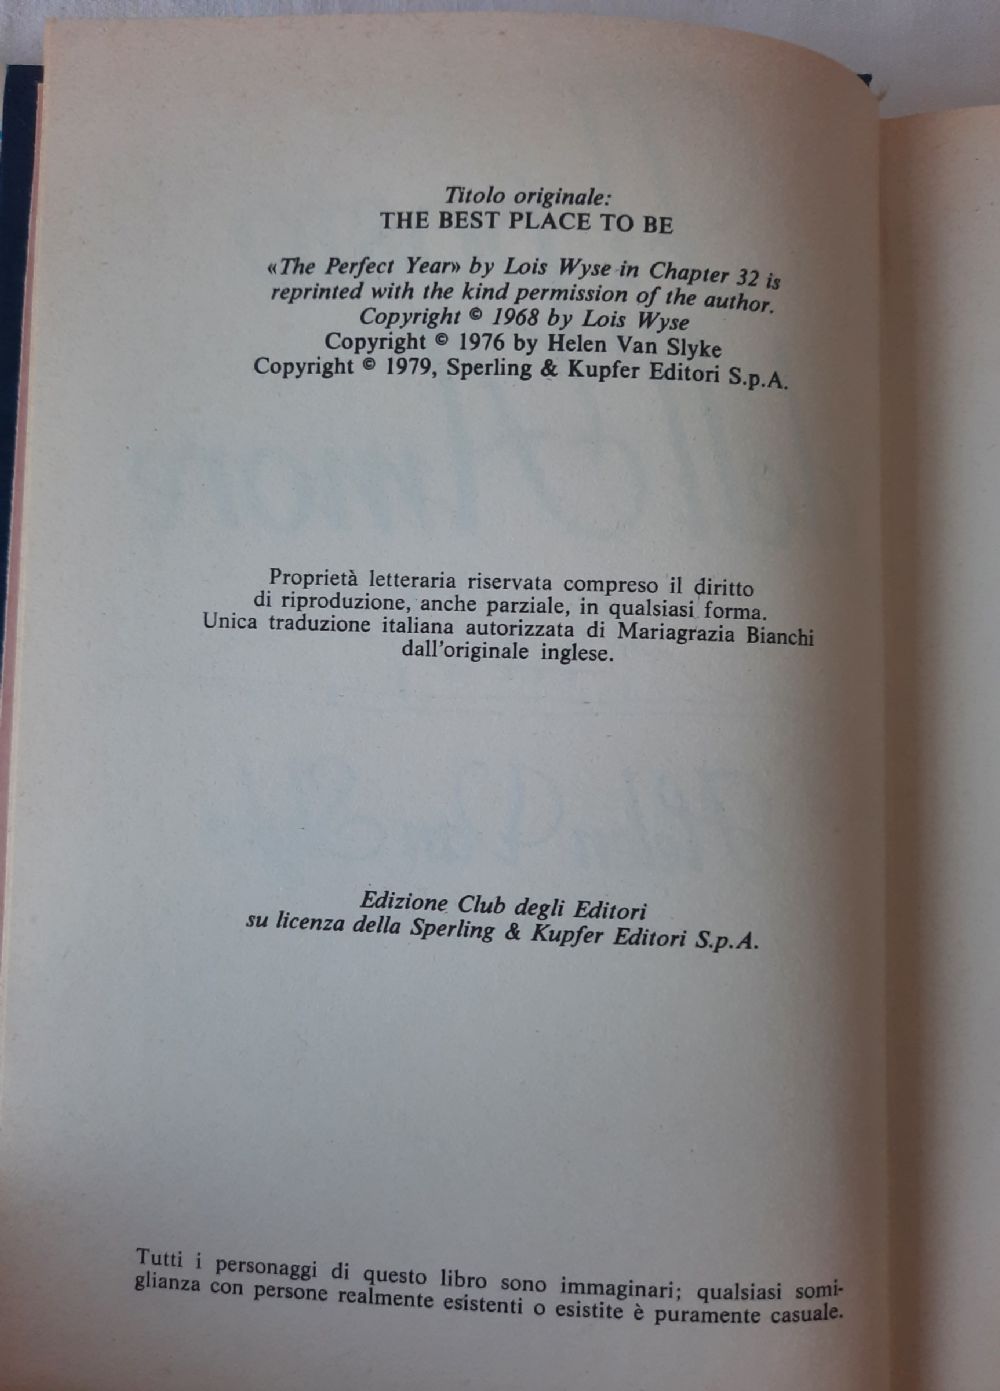 Titolo originale:
THE BEST PLACE TO BE
«The Perfect Year» by Lois Wyse in Chapter 32 is
reprinted with the kind permission of the author.
Copyright © 1968 by Lois Wyse
Copyright © 1976 by Helen Van Slyke
Copyright © 1979, Sperling & Kupfer Editori S.p.A.
Proprietà letteraria riservata compreso il diritto
di riproduzione, anche parziale, in qualsiasi forma.
Unica traduzione italiana autorizzata di Mariagrazia Bianchi
dall'originale inglese.
Edizione Club degli Editori
su licenza della Sperling & Kupfer Editori S.p.A.
Tutti i personaggi di questo libro sono immaginari; qualsiasi somi-
glianza con persone realmente esistenti o esistite è puramente casuale.